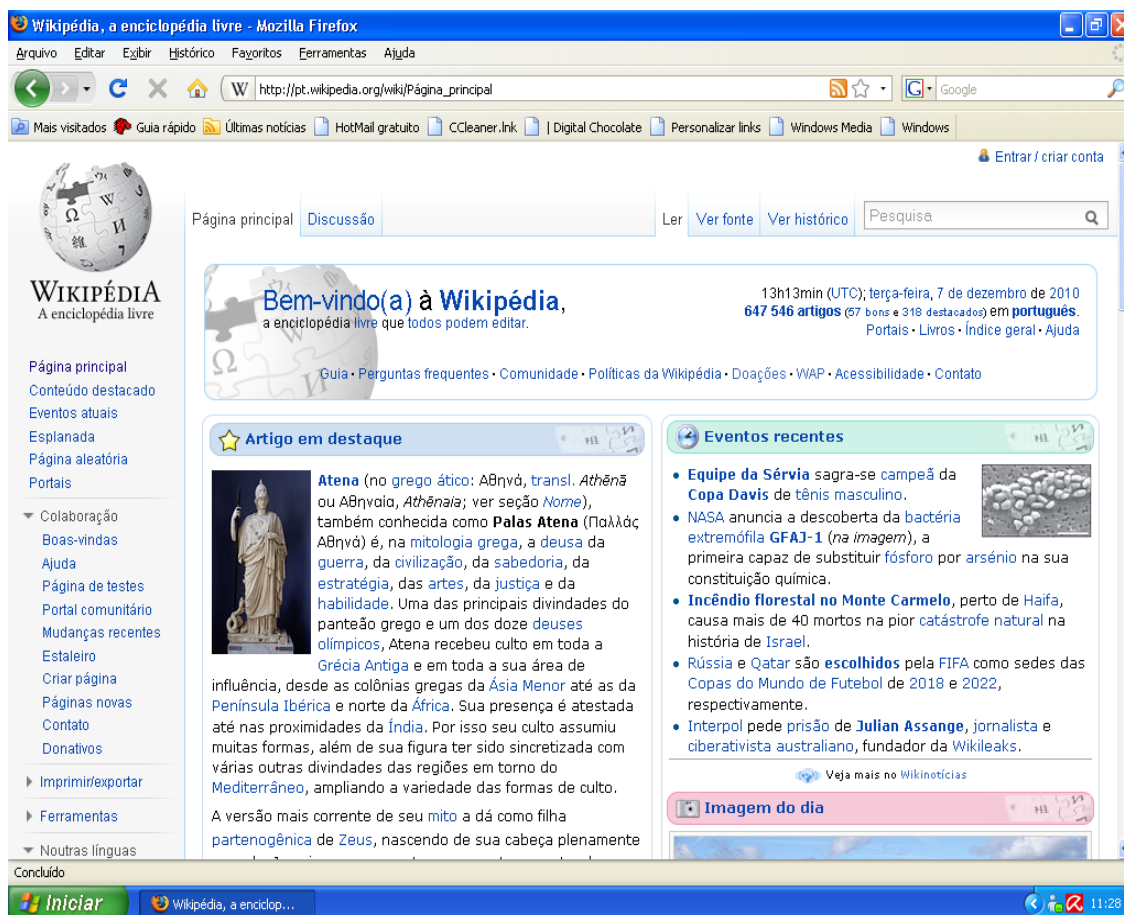 Wikipédia, a enciclopédia livre - Mozilla Firefox
Arquivo Editar Exibir Histórico Favoritos Ferramentas Ajuda
W http://pt.wikipedia.org/wiki/Página_principal G Google
Mais visitados Guia rápido Últimas notícias HotMail gratuito CCleaner.lnk | Digital Chocolate Personalizar links Windows Media Windows
Entrar / criar conta
Página principal Discussão Ler Ver fonte Ver histórico Pesquisa
WIKIPÉDIA
A enciclopédia livre
Página principal
Conteúdo destacado
Eventos atuais
Esplanada
Página aleatória
Portais
Colaboração
Boas-vindas
Ajuda
Página de testes
Portal comunitário
Mudanças recentes
Estaleiro
Criar página
Páginas novas
Contato
Donativos
Imprimir/exportar
Ferramentas
Noutras línguas
Bem-vindo(a) à Wikipédia,
a enciclopédia livre que todos podem editar.
13h13min (UTC); terça-feira, 7 de dezembro de 2010
647 546 artigos (57 bons e 318 destacados) em português.
Portais · Livros · Índice geral · Ajuda
Guia · Perguntas frequentes · Comunidade · Políticas da Wikipédia · Doações · WAP · Acessibilidade · Contato
Artigo em destaque
Atena (no grego ático: Αθηνά, transl. Athēnā
ou Αθηναία, Athēnaia; ver seção Nome),
também conhecida como Palas Atena (Παλλάς
Αθηνά) é, na mitologia grega, a deusa da
guerra, da civilização, da sabedoria, da
estratégia, das artes, da justiça e da
habilidade. Uma das principais divindades do
panteão grego e um dos doze deuses
olímpicos, Atena recebeu culto em toda a
Grécia Antiga e em toda a sua área de
influência, desde as colônias gregas da Ásia Menor até as da
Península Ibérica e norte da África. Sua presença é atestada
até nas proximidades da Índia. Por isso seu culto assumiu
muitas formas, além de sua figura ter sido sincretizada com
várias outras divindades das regiões em torno do
Mediterrâneo, ampliando a variedade das formas de culto.
A versão mais corrente de seu mito a dá como filha
partenogênica de Zeus, nascendo de sua cabeça plenamente
Eventos recentes
• Equipe da Sérvia sagra-se campeã da
Copa Davis de tênis masculino.
• NASA anuncia a descoberta da bactéria
extremófila GFAJ-1 (na imagem), a
primeira capaz de substituir fósforo por arsénio na sua
constituição química.
• Incêndio florestal no Monte Carmelo, perto de Haifa,
causa mais de 40 mortos na pior catástrofe natural na
história de Israel.
• Rússia e Qatar são escolhidos pela FIFA como sedes das
Copas do Mundo de Futebol de 2018 e 2022,
respectivamente.
• Interpol pede prisão de Julian Assange, jornalista e
ciberativista australiano, fundador da Wikileaks.
Veja mais no Wikinotícias
Imagem do dia
Concluído
Iniciar Wikipédia, a enciclop... 11:28